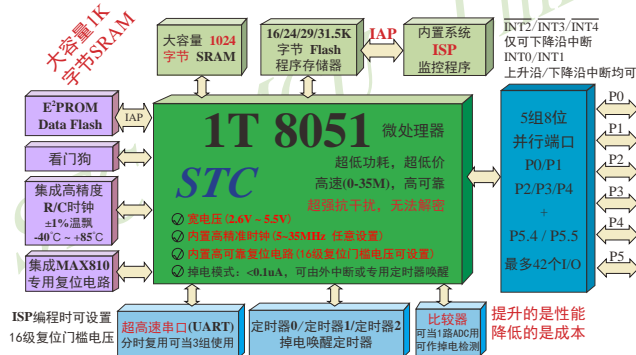 大容量1K
字节SRAM
大容量 1024
字节 SRAM
16/24/29/31.5K
字节 Flash
程序存储器
IAP
内置系统
ISP
监控程序
INT2/INT3/INT4
仅可下降沿中断
INT0/INT1
上升沿/下降沿中断均可
E²PROM
Data Flash
IAP
看门狗
集成高精度
R/C时钟
±1%温飘
-40℃ ~ +85℃
集成MAX810
专用复位电路
1T 8051 微处理器
STC
超低功耗，超低价
高速(0-35M)，高可靠
超强抗干扰，无法解密
宽电压(2.6V ~ 5.5V)
内置高精准时钟(5~35MHz 任意设置)
内置高可靠复位电路(16级复位门槛电压可设置)
掉电模式：<0.1uA，可由外中断或专用定时器唤醒
5组8位
并行端口
P0/P1
P2/P3/P4
+
P5.4 / P5.5
最多42个I/O
P0
P1
P2
P3
P4
P5
ISP编程时可设置
16级复位门槛电压
超高速串口(UART)
分时复用可当3组使用
定时器0/定时器1/定时器2
掉电唤醒定时器
比较器
可当1路ADC用
可作掉电检测
提升的是性能
降低的是成本